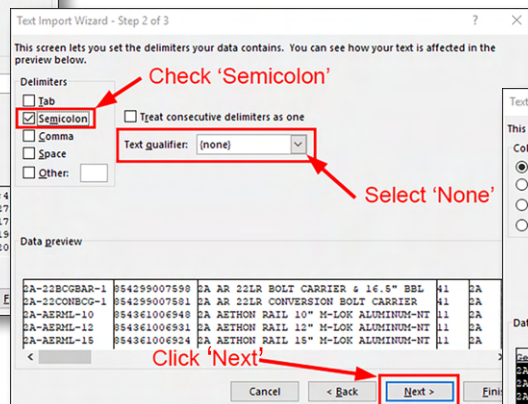 Text Import Wizard - Step 2 of 3
This screen lets you set the delimiters your data contains. You can see how your text is affected in the
preview below.
Check ‘Semicolon’
Delimiters
Tab
Semicolon
Treat consecutive delimiters as one
Comma
Text qualifier: {none}
Space
Other:
Select ‘None’
Data preview
2A-22BCGBAR-1 854299007598 2A AR 22LR BOLT CARRIER & 16.5" BBL 41 2A
2A-22CONBCG-1 854299007581 2A AR 22LR CONVERSION BOLT CARRIER 41 2A
2A-AERML-10 854361006948 2A AETHON RAIL 10" M-LOK ALUMINUM-NT 11 2A
2A-AERML-12 854361006931 2A AETHON RAIL 12" M-LOK ALUMINUM-NT 11 2A
2A-AERML-15 854361006924 2A AETHON RAIL 15" M-LOK ALUMINUM-NT 11 2A
Click ‘Next’
Cancel
< Back
Next >
Text
This
Col
Dat